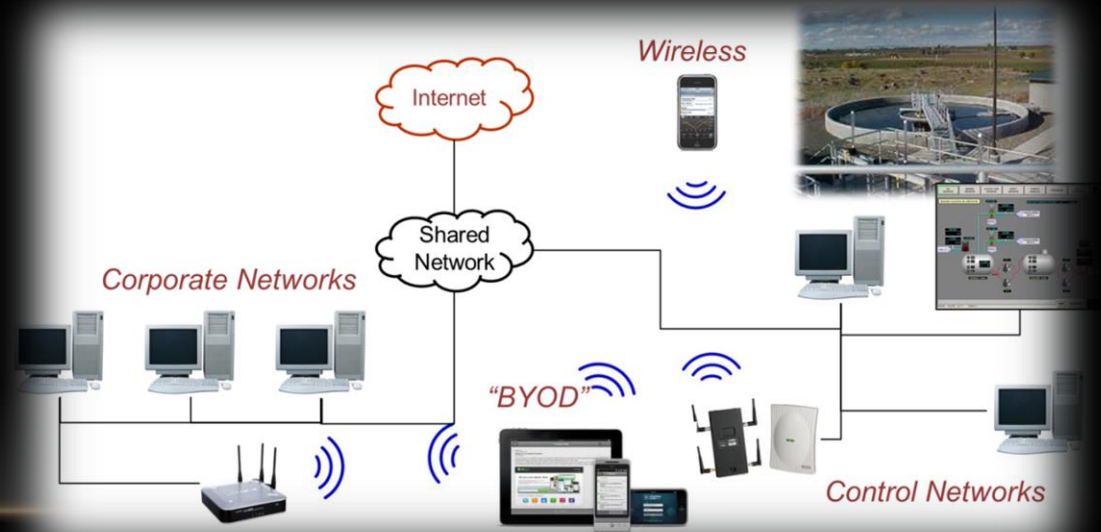 Wireless
Internet
Shared
Network
Corporate Networks
“BYOD”
Control Networks